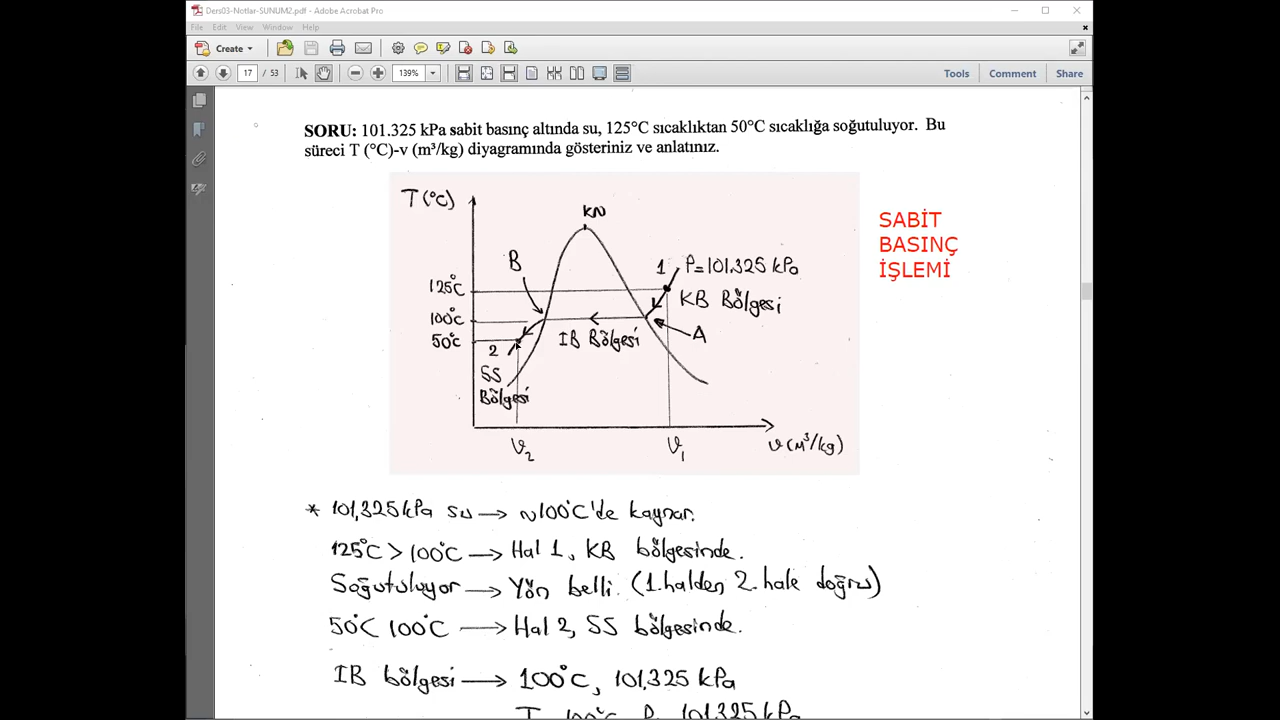 Ders03-Notlar-SUNUM2.pdf - Adobe Acrobat Pro
File Edit View Window Help
Create
17 / 53 139% Tools Comment Share
SORU: 101.325 kPa sabit basınç altında su, 125°C sıcaklıktan 50°C sıcaklığa soğutuluyor. Bu
süreci T (°C)-v (m³/kg) diyagramında gösteriniz ve anlatınız.
T(°C)
KN
SABİT
BASINÇ
İŞLEMİ
B
1 P=101.325 kPa
125°C
KB Bölgesi
100°C
A
50°C
IB Bölgesi
2
SS
Bölgesi
v2
v1
v(m³/kg)
* 101,325 kPa su → ~100°C'de kaynar.
125°C > 100°C → Hal 1, KB bölgesinde.
Soğutuluyor → Yön belli. (1.halden 2.hale doğru)
50°C<100°C → Hal 2, SS bölgesinde.
IB bölgesi → 100°C, 101,325 kPa